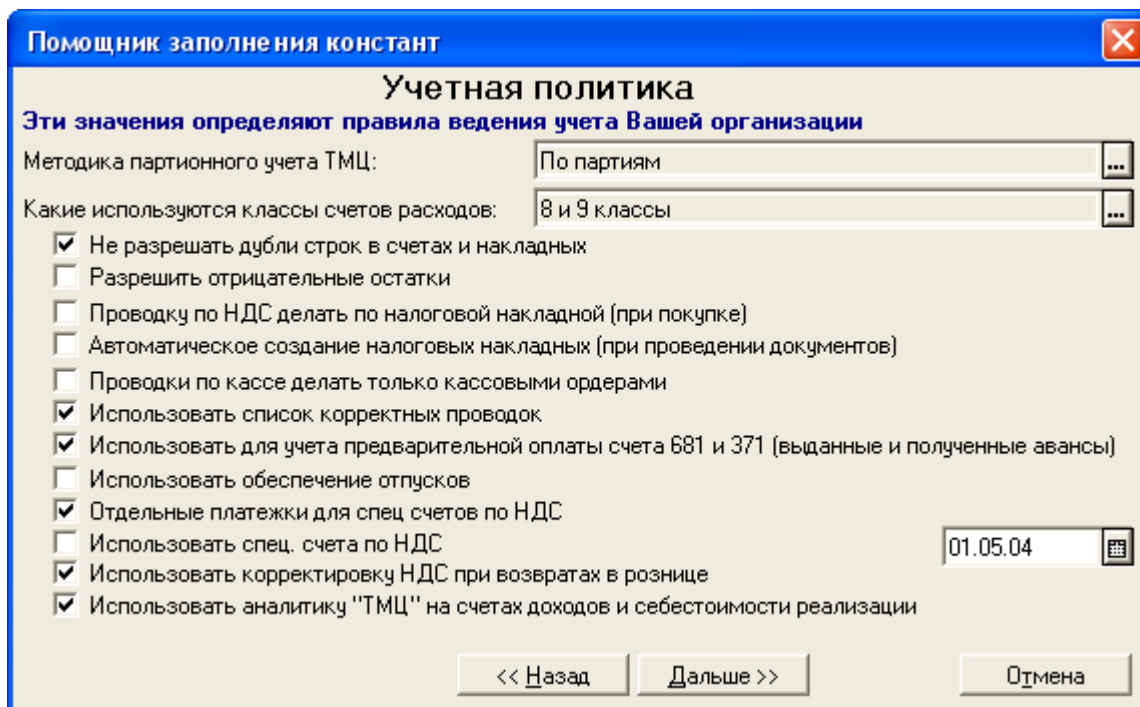 Помощник заполнения констант
Учетная политика
Эти значения определяют правила ведения учета Вашей организации
Методика партионного учета ТМЦ: По партиям ...
Какие используются классы счетов расходов: 8 и 9 классы ...
Не разрешать дубли строк в счетах и накладных
Разрешить отрицательные остатки
Проводку по НДС делать по налоговой накладной (при покупке)
Автоматическое создание налоговых накладных (при проведении документов)
Проводки по кассе делать только кассовыми ордерами
Использовать список корректных проводок
Использовать для учета предварительной оплаты счета 681 и 371 (выданные и полученные авансы)
Использовать обеспечение отпусков
Отдельные платежки для спец счетов по НДС
Использовать спец. счета по НДС 01.05.04
Использовать корректировку НДС при возвратах в рознице
Использовать аналитику "ТМЦ" на счетах доходов и себестоимости реализации
<< Назад Дальше >> Отмена